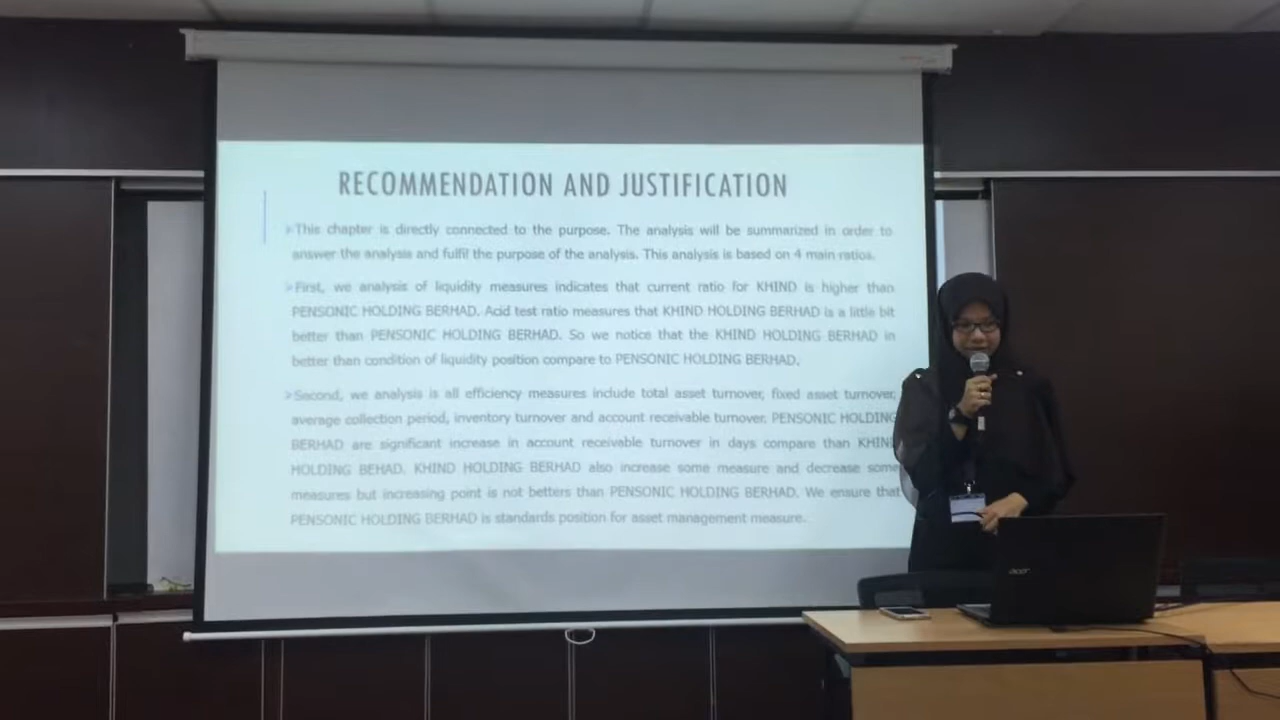 RECOMMENDATION AND JUSTIFICATION
This chapter is directly connected to the purpose. The analysis will be summarized in order to
answer the analysis and fulfil the purpose of the analysis. This analysis is based on 4 main ratios.
First, we analysis of liquidity measures indicates that current ratio for KHIND is higher than
PENSONIC HOLDING BERHAD. Acid test ratio measures that KHIND HOLDING BERHAD is a little bit
better than PENSONIC HOLDING BERHAD. So we notice that the KHIND HOLDING BERHAD in
better than condition of liquidity position compare to PENSONIC HOLDING BERHAD.
Second, we analysis is all efficiency measures include total asset turnover, fixed asset turnover,
average collection period, inventory turnover and account receivable turnover. PENSONIC HOLDING
BERHAD are significant increase in account receivable turnover in days compare than KHIND
HOLDING BEHAD. KHIND HOLDING BERHAD also increase some measure and decrease some
measures but increasing point is not betters than PENSONIC HOLDING BERHAD. We ensure that
PENSONIC HOLDING BERHAD is standards position for asset management measure.
acer